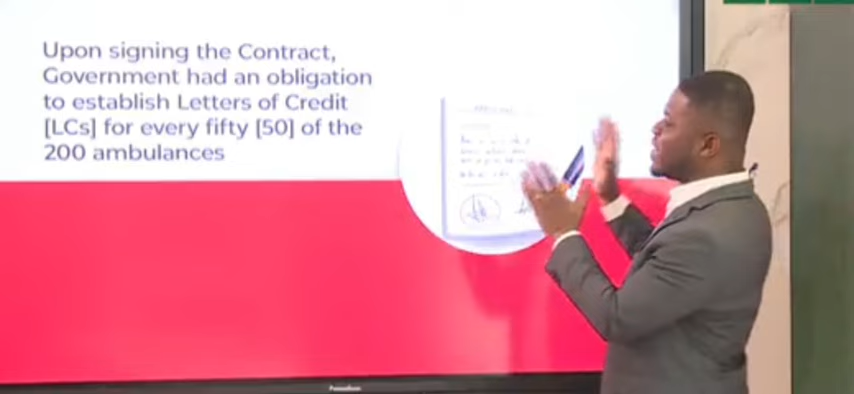 Upon signing the Contract,
Government had an obligation
to establish Letters of Credit
[LCs] for every fifty [50] of the
200 ambulances